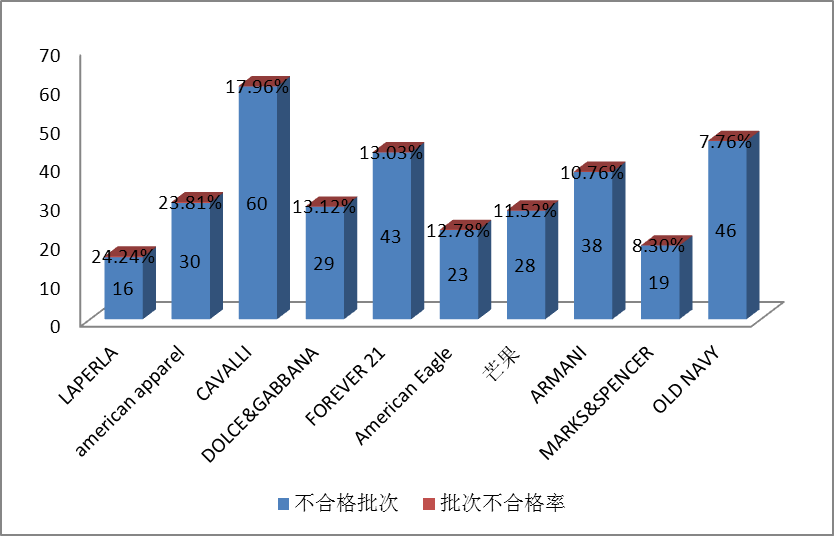 70
60
50
40
30
20
10
0
24.24%
23.81%
17.96%
13.12%
13.03%
12.78%
11.52%
10.76%
8.30%
7.76%
16
30
60
29
43
23
28
38
19
46
LAPERLA
american apparel
CAVALLI
DOLCE&GABBANA
FOREVER 21
American Eagle
芒果
ARMANI
MARKS&SPENCER
OLD NAVY
不合格批次
批次不合格率